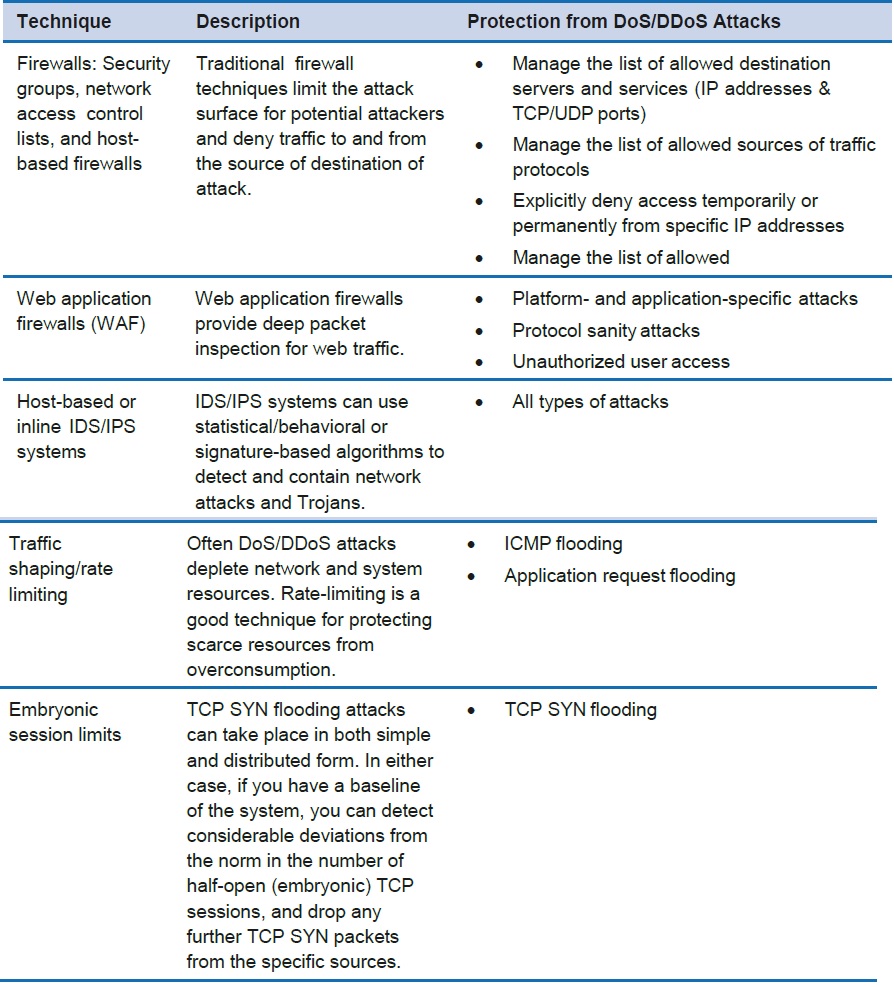 Technique Description Protection from DoS/DDoS Attacks
Firewalls: Security
groups, network
access control
lists, and host-
based firewalls
Traditional firewall
techniques limit the attack
surface for potential attackers
and deny traffic to and from
the source of destination of
attack.
• Manage the list of allowed destination
servers and services (IP addresses &
TCP/UDP ports)
• Manage the list of allowed sources of traffic
protocols
• Explicitly deny access temporarily or
permanently from specific IP addresses
• Manage the list of allowed
Web application
firewalls (WAF)
Web application firewalls
provide deep packet
inspection for web traffic.
• Platform- and application-specific attacks
• Protocol sanity attacks
• Unauthorized user access
Host-based or
inline IDS/IPS
systems
IDS/IPS systems can use
statistical/behavioral or
signature-based algorithms to
detect and contain network
attacks and Trojans.
• All types of attacks
Traffic
shaping/rate
limiting
Often DoS/DDoS attacks
deplete network and system
resources. Rate-limiting is a
good technique for protecting
scarce resources from
overconsumption.
• ICMP flooding
• Application request flooding
Embryonic
session limits
TCP SYN flooding attacks
can take place in both simple
and distributed form. In either
case, if you have a baseline
of the system, you can detect
considerable deviations from
the norm in the number of
half-open (embryonic) TCP
sessions, and drop any
further TCP SYN packets
from the specific sources.
• TCP SYN flooding